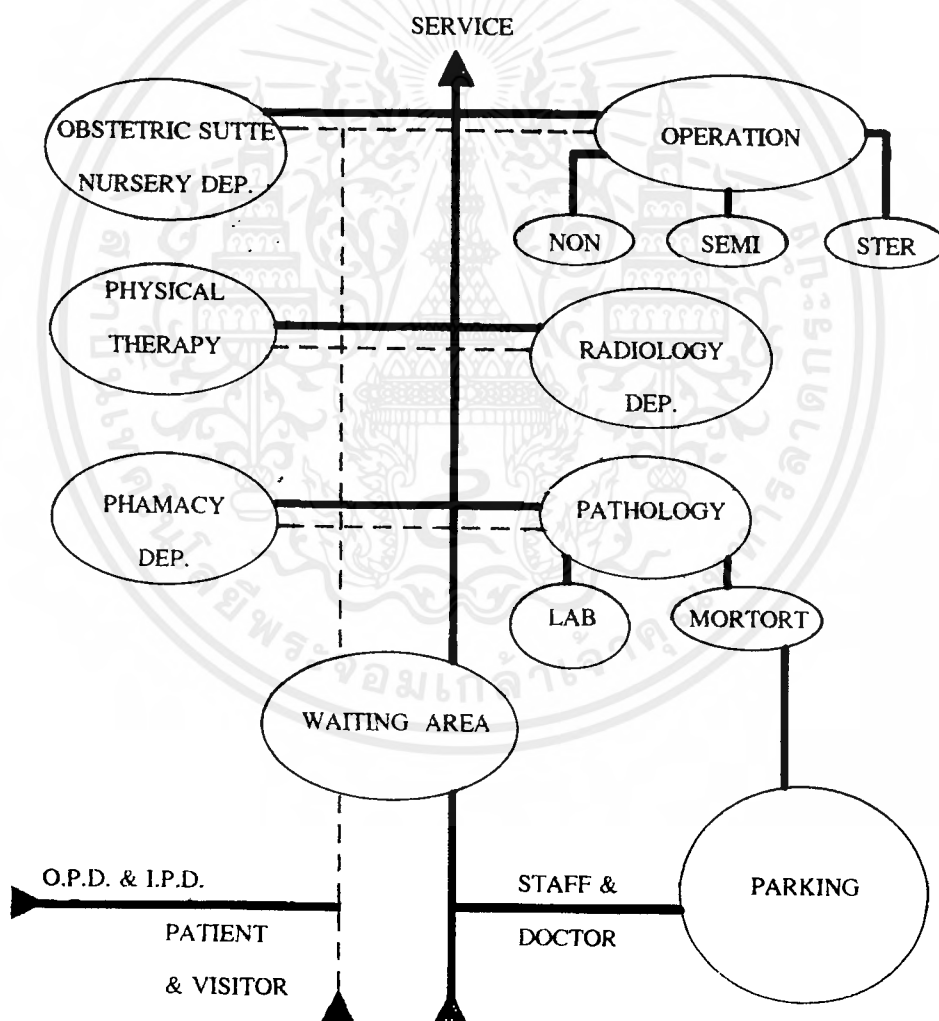 SERVICE
OBSTETRIC SUTTE
NURSERY DEP.
OPERATION
NON
SEMI
STER
PHYSICAL
THERAPY
RADIOLOGY
DEP.
PHAMACY
DEP.
PATHOLOGY
LAB
MORTORT
WAITING AREA
O.P.D. & I.P.D.
PATIENT
& VISITOR
STAFF &
DOCTOR
PARKING